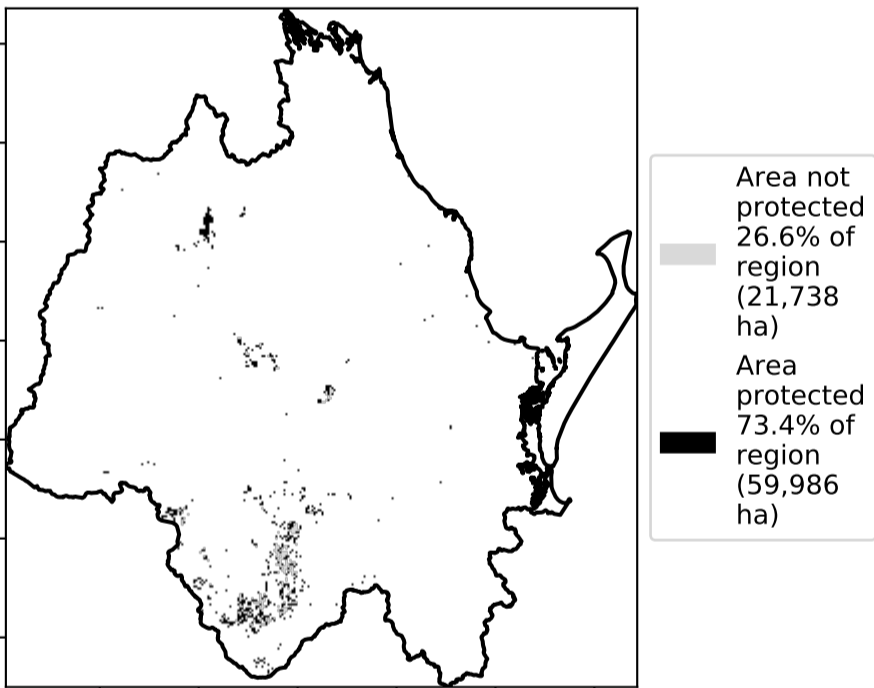 Area not
protected
26.6% of
region
(21,738
ha)
Area
protected
73.4% of
region
(59,986
ha)